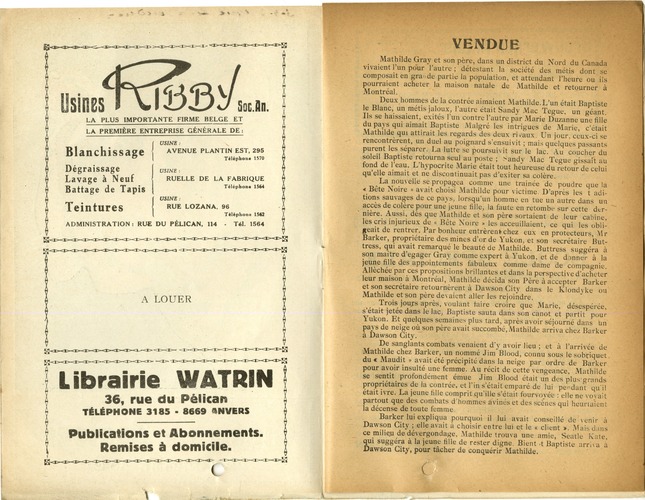 Usines RIBBY Soc. An.
LA PLUS IMPORTANTE FIRME BELGE ET
LA PREMIÈRE ENTREPRISE GÉNÉRALE DE:
Blanchissage
USINE:
AVENUE PLANTIN EST, 295
Téléphone 1570
Dégraissage
Lavage à Neuf
Battage de Tapis
USINE:
RUELLE DE LA FABRIQUE
Téléphone 1564
Teintures
USINE:
RUE LOZANA, 96
Téléphone 1562
ADMINISTRATION: RUE DU PÉLICAN, 114 - Tél. 1564
A LOUER
Librairie WATRIN
36, rue du Pélican
TÉLÉPHONE 3185 - 8669 ANVERS
Publications et Abonnements.
Remises à domicile.
VENDUE
Mathilde Gray et son père, dans un district du Nord du Canada
vivaient l'un pour l'autre; détestant la société des métis dont se
composait en grande partie la population, et attendant l'heure ou ils
pourraient acheter la maison natale de Mathilde et retourner à
Montréal.
Deux hommes de la contrée aimaient Mathilde. L'un était Baptiste
le Blanc, un métis jaloux, l'autre était Sandy Mac Tegue, un géant.
Ils se haissaient, exités l'un contre l'autre par Marie Duzanne une fille
du pays qui aimait Baptiste Malgré les intrigues de Marie, c'était
Mathilde qui attirait les regards des deux rivaux. Un jour, ceux-ci se
rencontrèrent, un duel au poignard s'ensuivit; mais quelques passants
purent les séparer. La lutte se poursuivit sur le lac. Au coucher du
soleil Baptiste retourna seul au poste; Sandy Mac Tegue gissait au
fond de l'eau. L'hypocrite Marie était tout heureuse du retour de celui
qu'elle aimait et ne discontinuait pas d'exiter sa colère.
La nouvelle se propagea comme une trainée de poudre que la
« Bête Noire » avait choisi Mathilde pour victime. D'après les traditions
sauvages de ce pays, lorsqu'un homme en tue un autre dans un
accès de colère pour une jeune fille, la faute en retombe sur cette dernière.
Aussi, dés que Mathilde et son père sortaient de leur cabine,
les cris injurieux de « Bête Noire » les accueillaient, ce qui les obligeait
de rentrer. Par bonheur entrèrent chez eux en protecteurs, Mr
Barker, propriétaire des mines d'or de Yukon, et son secrétaire Buttress,
qui avait remarqué la beauté de Mathilde. Buttress suggéra à
son maître d'égager Gray comme expert à Yukon, et de donner à la
jeune fille des appointements fabuleux comme dame de compagnie.
Alléchée par ces propositions brillantes et dans la perspective d'acheter
leur maison à Montréal, Mathilda décida son Père à accepter Barker
et son secrétaire retournèrent à Dawson City dans le Klondyke ou
Mathilde et son père devaient aller les rejoindre.
Trois jours après, voulant faire croire que Marie, désespérée,
s'était jetée dans le lac, Baptiste sauta dans son canot et partit pour
Yukon. Et quelques semaines plus tard, après avoir séjourné dans un
pays de neige où son père avait succombé, Mathilde arriva chez Barker
à Dawson City.
De sanglants combats venaient d'y avoir lieu; et à l'arrivée de
Mathilde chez Barker, un nommé Jim Blood, connu sous le sobriquet
du « Maudit » avait été précipité dans la neige par ordre de Barker
pour avoir insulté une femme. Au récit de cette vengeance, Mathilde
se sentit profondément émue Jim Blood était un des plus grands
propriétaires de la contrée, et l'in s'était emparé de lui pendant qu'il
était ivre. La jeune fille comprit qu'elle s'était fourvoyée: elle ne voyait
partout que des combats d'hommes avinés et des scènes qui heurtaient
la décense de toute femme.
Barker lui expliqua pourquoi il lui avait conseillé de venir à
Dawson City; elle avait à choisir entre lui et le « client ». Mais dans
ce milieu de dévergondage, Mathilde trouva une amie, Seatle Kate,
qui suggéra à la jeune fille de rester digne. Bientôt Baptiste arriva à
Dawson City, pour tâcher de conquérir Mathilde.